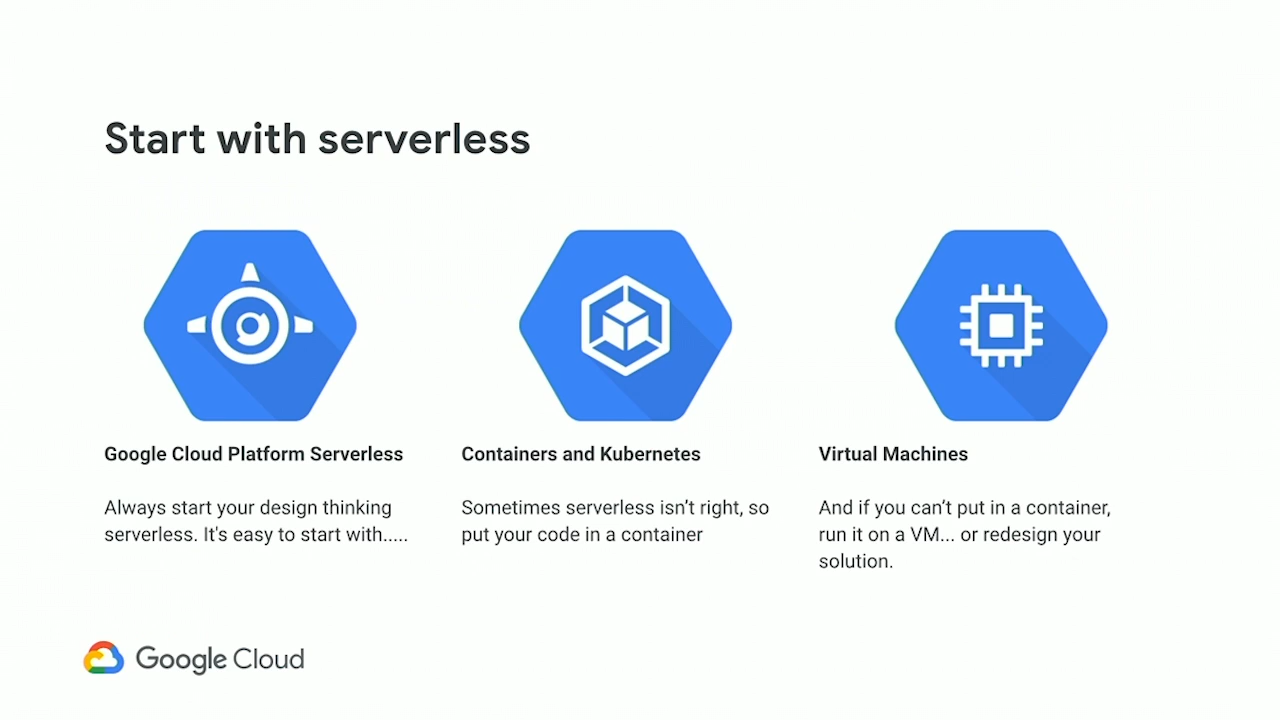 Start with serverless
Google Cloud Platform Serverless
Always start your design thinking
serverless. It's easy to start with.....
Containers and Kubernetes
Sometimes serverless isn’t right, so
put your code in a container
Virtual Machines
And if you can’t put in a container,
run it on a VM... or redesign your
solution.
Google Cloud